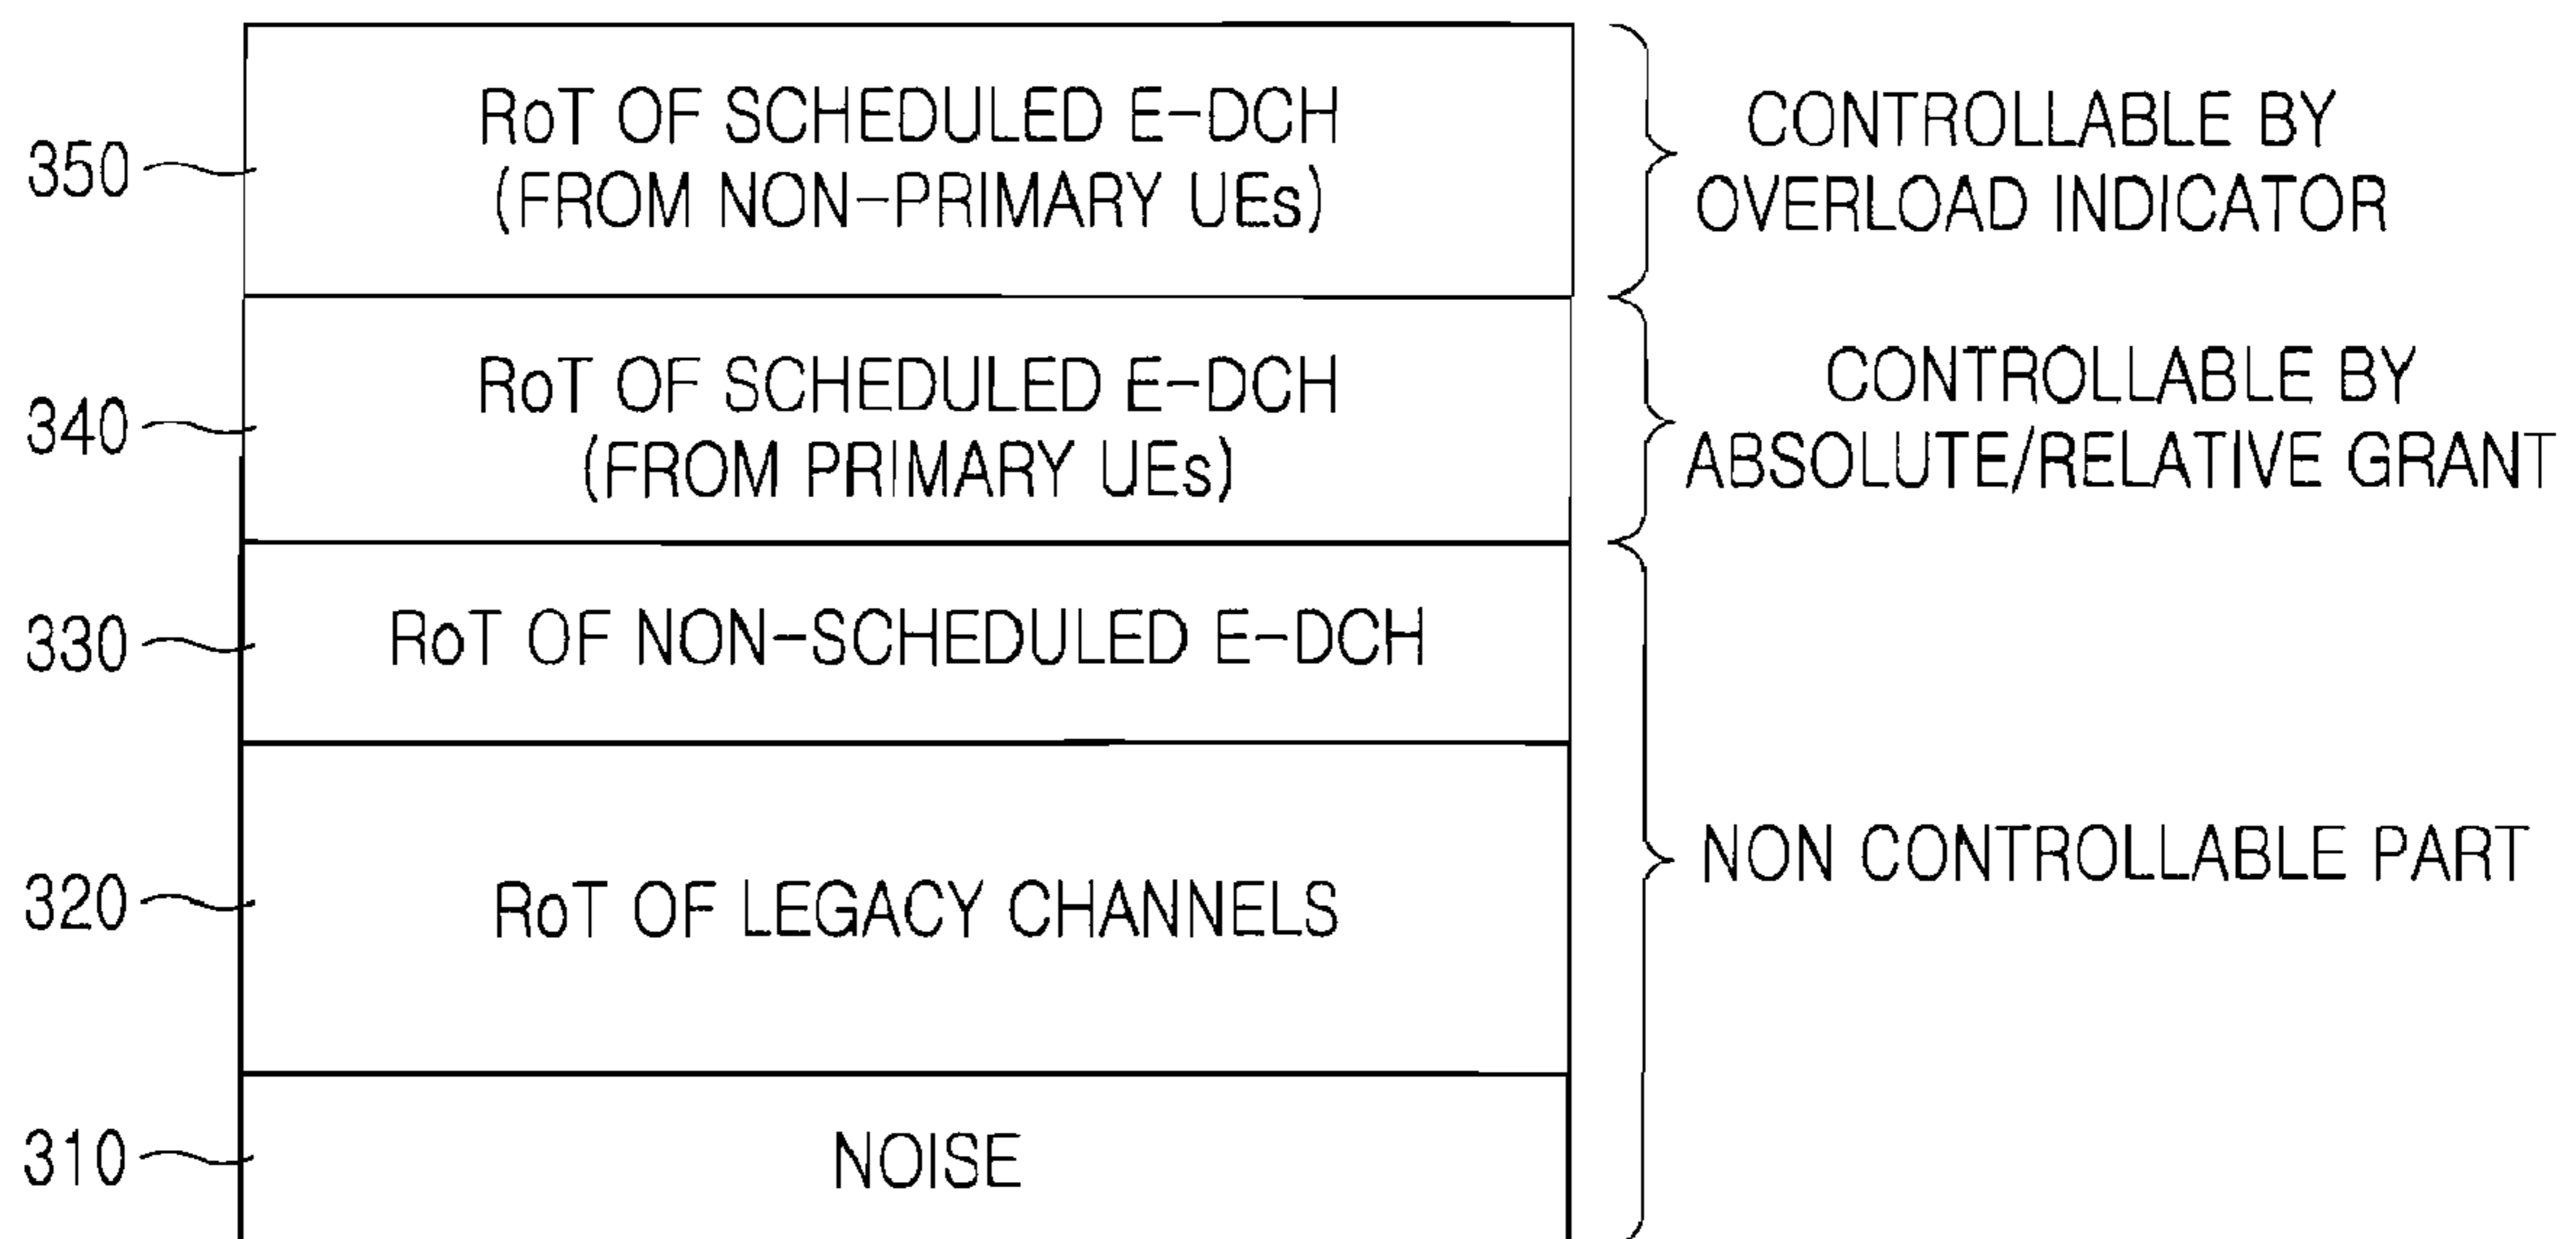 RoT OF SCHEDULED E-DCH
(FROM NON-PRIMARY UEs)
350
CONTROLLABLE BY
OVERLOAD INDICATOR
RoT OF SCHEDULED E-DCH
(FROM PRIMARY UEs)
340
CONTROLLABLE BY
ABSOLUTE/RELATIVE GRANT
330
RoT OF NON-SCHEDULED E-DCH
320
RoT OF LEGACY CHANNELS
NON CONTROLLABLE PART
310
NOISE